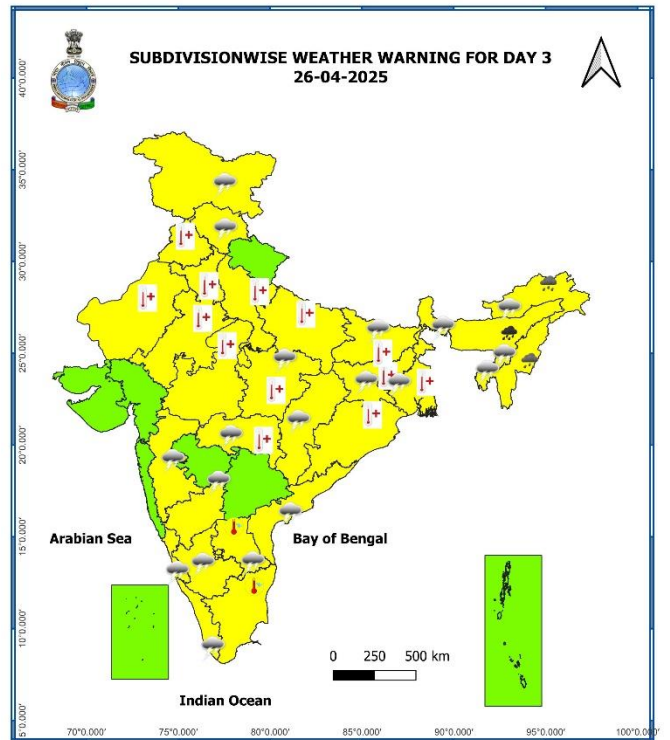 SUBDIVISIONWISE WEATHER WARNING FOR DAY 3
26-04-2025
40°0.000'
35°0.000'
30°0.000'
25°0.000'
20°0.000'
15°0.000'
10°0.000'
5°0.000'
Arabian Sea
Bay of Bengal
0 250 500 km
Indian Ocean
70°0.000' 75°0.000' 80°0.000' 85°0.000' 90°0.000' 95°0.000' 100°0.000'